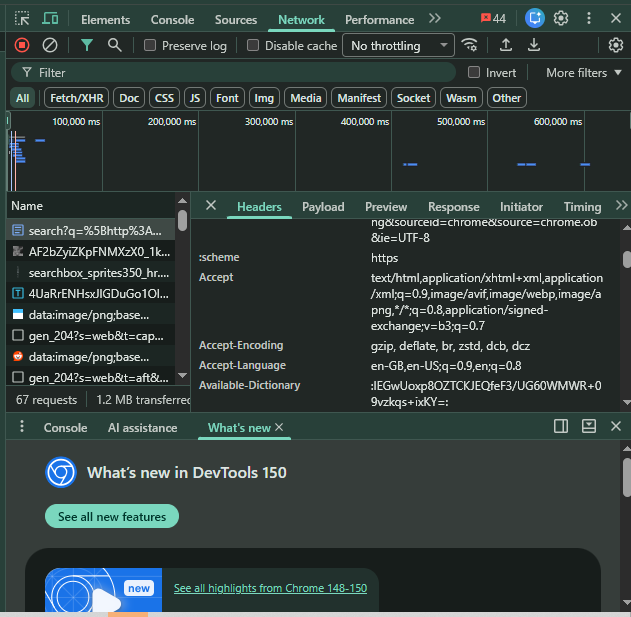 Elements Console Sources Network Performance 44
Preserve log Disable cache No throttling
Filter Invert More filters
All Fetch/XHR Doc CSS JS Font Img Media Manifest Socket Wasm Other
100,000 ms 200,000 ms 300,000 ms 400,000 ms 500,000 ms 600,000 ms
Name
search?q=%5Bhttp%3A...
AF2bZyiZKpFNMXzX0_1k...
searchbox_sprites350_hr...
data:image/png;base...
gen_204?s=web&t=cap...
data:image/png;base...
gen_204?s=web&t=aft&...
67 requests 1.2 MB transferred
Headers Payload Preview Response Initiator Timing
ng&sourceid=chrome&source=chrome.ob
&ie=UTF-8
:scheme https
Accept text/html,application/xhtml+xml,application
/xml;q=0.9,image/avif,image/webp,image/a
png,*/*;q=0.8,application/signed-
exchange;v=b3;q=0.7
Accept-Encoding gzip, deflate, br, zstd, dcb, dcz
Accept-Language en-GB,en-US;q=0.9,en;q=0.8
Available-Dictionary
Console AI assistance What's new
What's new in DevTools 150
See all new features
new
See all highlights from Chrome 148-150